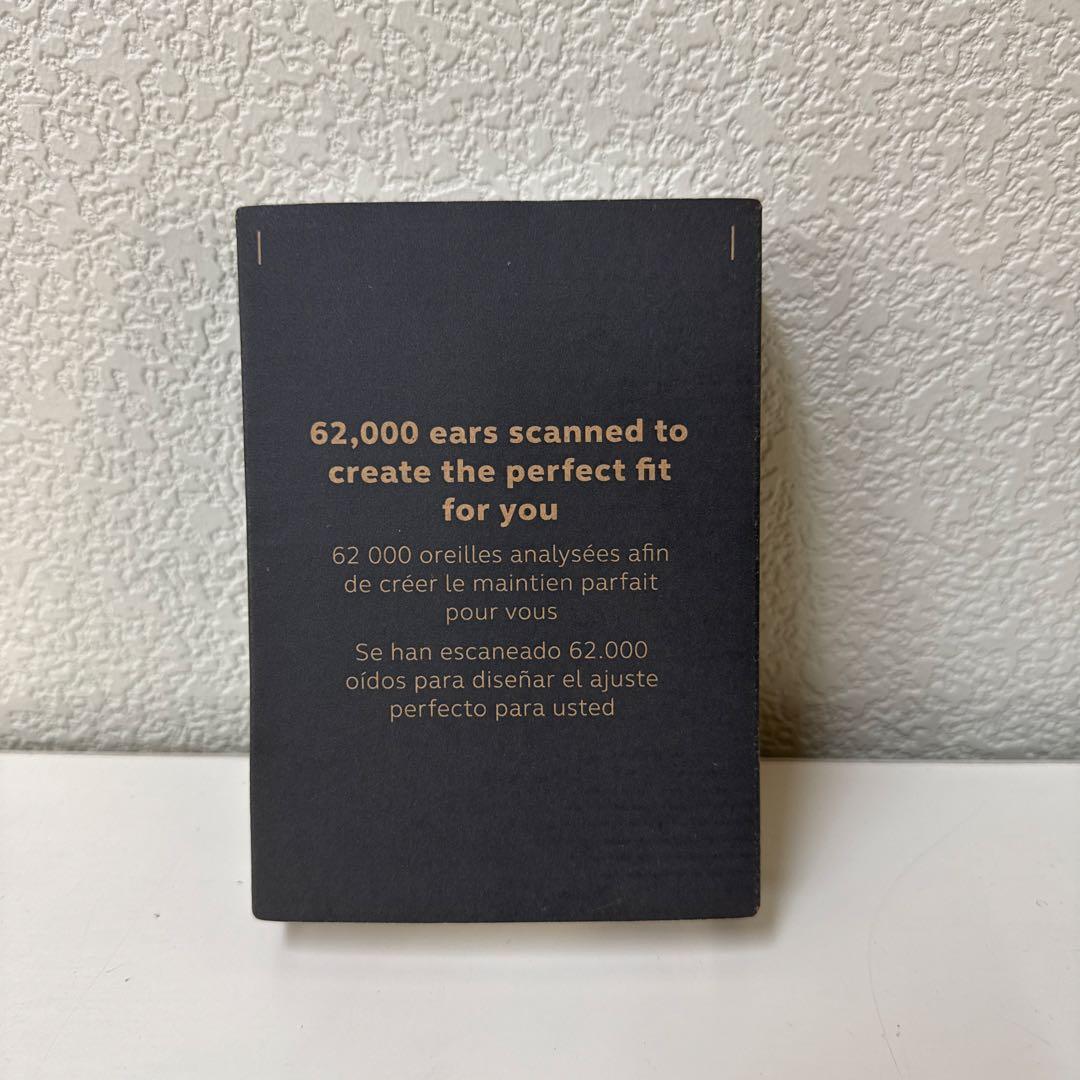 62,000 ears scanned to
create the perfect fit
for you
62 000 oreilles analysées afin
de créer le maintien parfait
pour vous
Se han escaneado 62.000
oídos para diseñar el ajuste
perfecto para usted